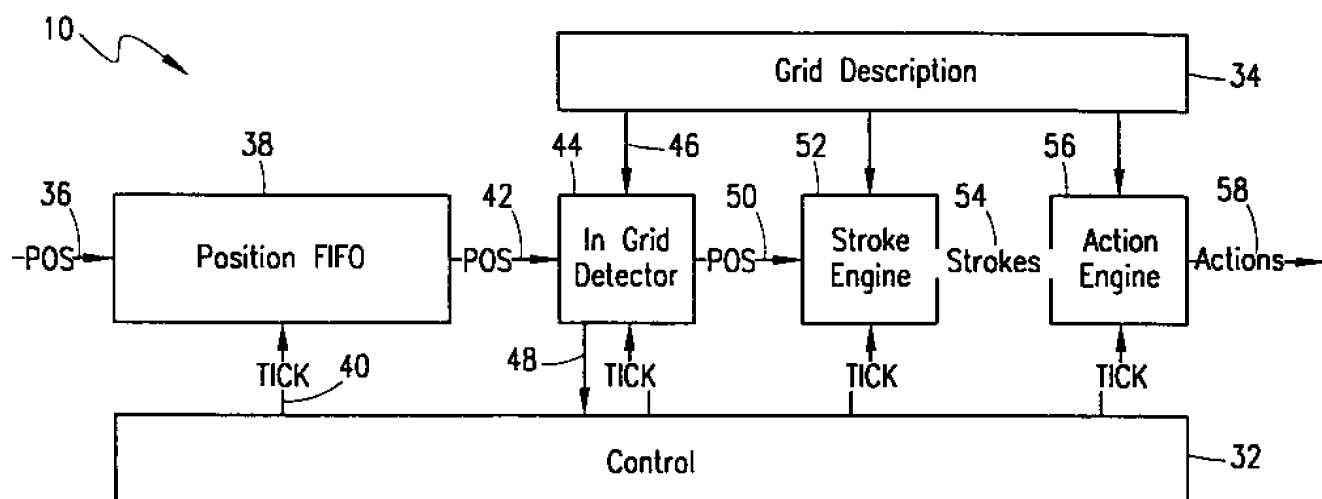 10
Grid Description
34
38
44
46
52
56
36
42
50
54
58
POS
Position FIFO
POS
In Grid
Detector
POS
Stroke
Engine
Strokes
Action
Engine
Actions
TICK
40
48
TICK
TICK
TICK
Control
32